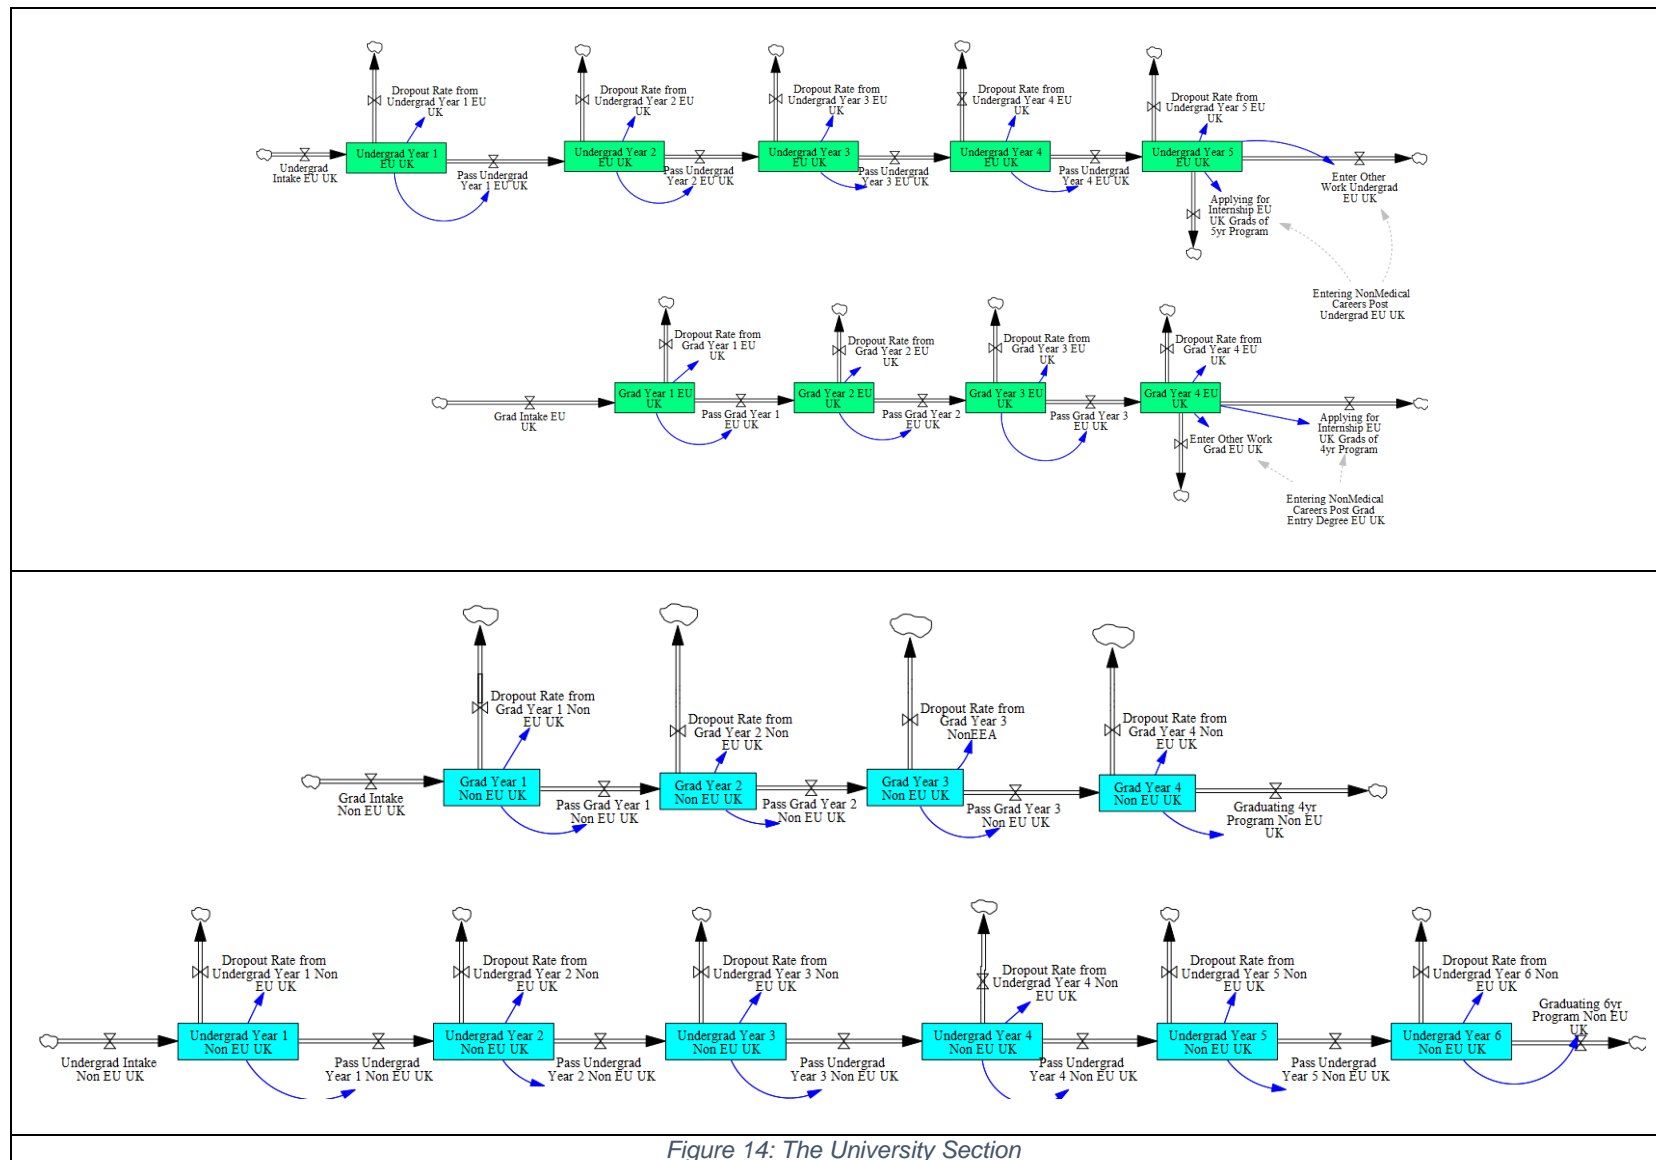 Dropout Rate from
Undergrad Year 1 EU
UK
Dropout Rate from
Undergrad Year 2 EU
UK
Dropout Rate from
Undergrad Year 3 EU
UK
Dropout Rate from
Undergrad Year 4 EU
UK
Dropout Rate from
Undergrad Year 5 EU
UK
Undergrad
Intake EU UK
Undergrad Year 1
EU UK
Pass Undergrad
Year 1 EU UK
Undergrad Year 2
EU UK
Pass Undergrad
Year 2 EU UK
Undergrad Year 3
EU UK
Pass Undergrad
Year 3 EU UK
Undergrad Year 4
EU UK
Pass Undergrad
Year 4 EU UK
Undergrad Year 5
EU UK
Enter Other
Work Undergrad
EU UK
Applying for
Internship EU
UK Grads of
5yr Program
Entering NonMedical
Careers Post
Undergrad EU UK
Dropout Rate from
Grad Year 1 EU
UK
Dropout Rate from
Grad Year 2 EU
UK
Dropout Rate from
Grad Year 3 EU
UK
Dropout Rate from
Grad Year 4 EU
UK
Grad Intake EU
UK
Grad Year 1 EU
UK
Pass Grad Year 1
EU UK
Grad Year 2 EU
UK
Pass Grad Year 2
EU UK
Grad Year 3 EU
UK
Pass Grad Year 3
EU UK
Grad Year 4 EU
UK
Enter Other Work
Grad EU UK
Applying for
Internship EU
UK Grads of
4yr Program
Entering NonMedical
Careers Post Grad
Entry Degree EU UK
Dropout Rate from
Grad Year 1 Non
EU UK
Dropout Rate from
Grad Year 2 Non
EU UK
Dropout Rate from
Grad Year 3
NonEEA
Dropout Rate from
Grad Year 4 Non
EU UK
Grad Intake
Non EU UK
Grad Year 1
Non EU UK
Pass Grad Year 1
Non EU UK
Grad Year 2
Non EU UK
Pass Grad Year 2
Non EU UK
Grad Year 3
Non EU UK
Pass Grad Year 3
Non EU UK
Grad Year 4
Non EU UK
Graduating 4yr
Program Non EU
UK
Dropout Rate from
Undergrad Year 1 Non
EU UK
Dropout Rate from
Undergrad Year 2 Non
EU UK
Dropout Rate from
Undergrad Year 3 Non
EU UK
Dropout Rate from
Undergrad Year 4 Non
EU UK
Dropout Rate from
Undergrad Year 5 Non
EU UK
Dropout Rate from
Undergrad Year 6 Non
EU UK
Graduating 6yr
Program Non EU
UK
Undergrad Intake
Non EU UK
Undergrad Year 1
Non EU UK
Pass Undergrad
Year 1 Non EU UK
Undergrad Year 2
Non EU UK
Pass Undergrad
Year 2 Non EU UK
Undergrad Year 3
Non EU UK
Pass Undergrad
Year 3 Non EU UK
Undergrad Year 4
Non EU UK
Pass Undergrad
Year 4 Non EU UK
Undergrad Year 5
Non EU UK
Pass Undergrad
Year 5 Non EU UK
Undergrad Year 6
Non EU UK
Figure 14: The University Section